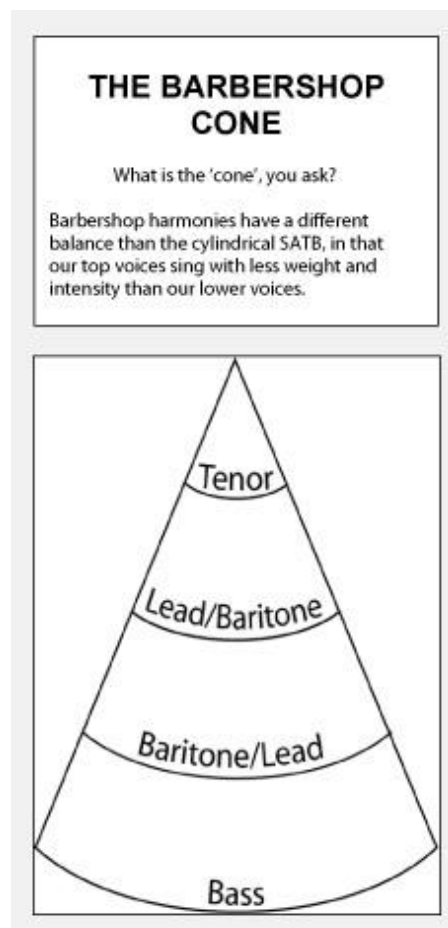 THE BARBERSHOP
CONE
What is the ‘cone’, you ask?
Barbershop harmonies have a different
balance than the cylindrical SATB, in that
our top voices sing with less weight and
intensity than our lower voices.
Tenor
Lead/Baritone
Baritone/Lead
Bass